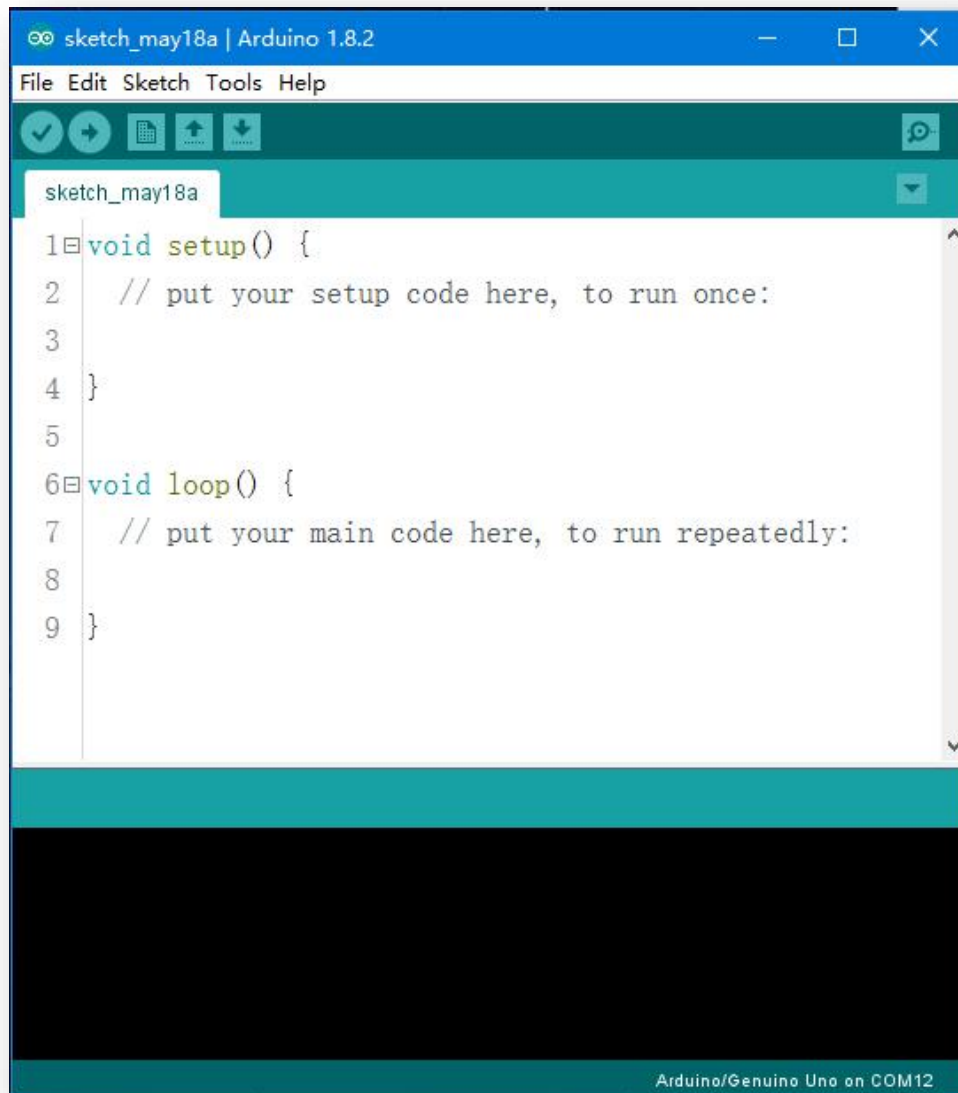 sketch_may18a | Arduino 1.8.2
File Edit Sketch Tools Help
sketch_may18a
1 void setup() {
2 // put your setup code here, to run once:
3
4 }
5
6 void loop() {
7 // put your main code here, to run repeatedly:
8
9 }
Arduino/Genuino Uno on COM12